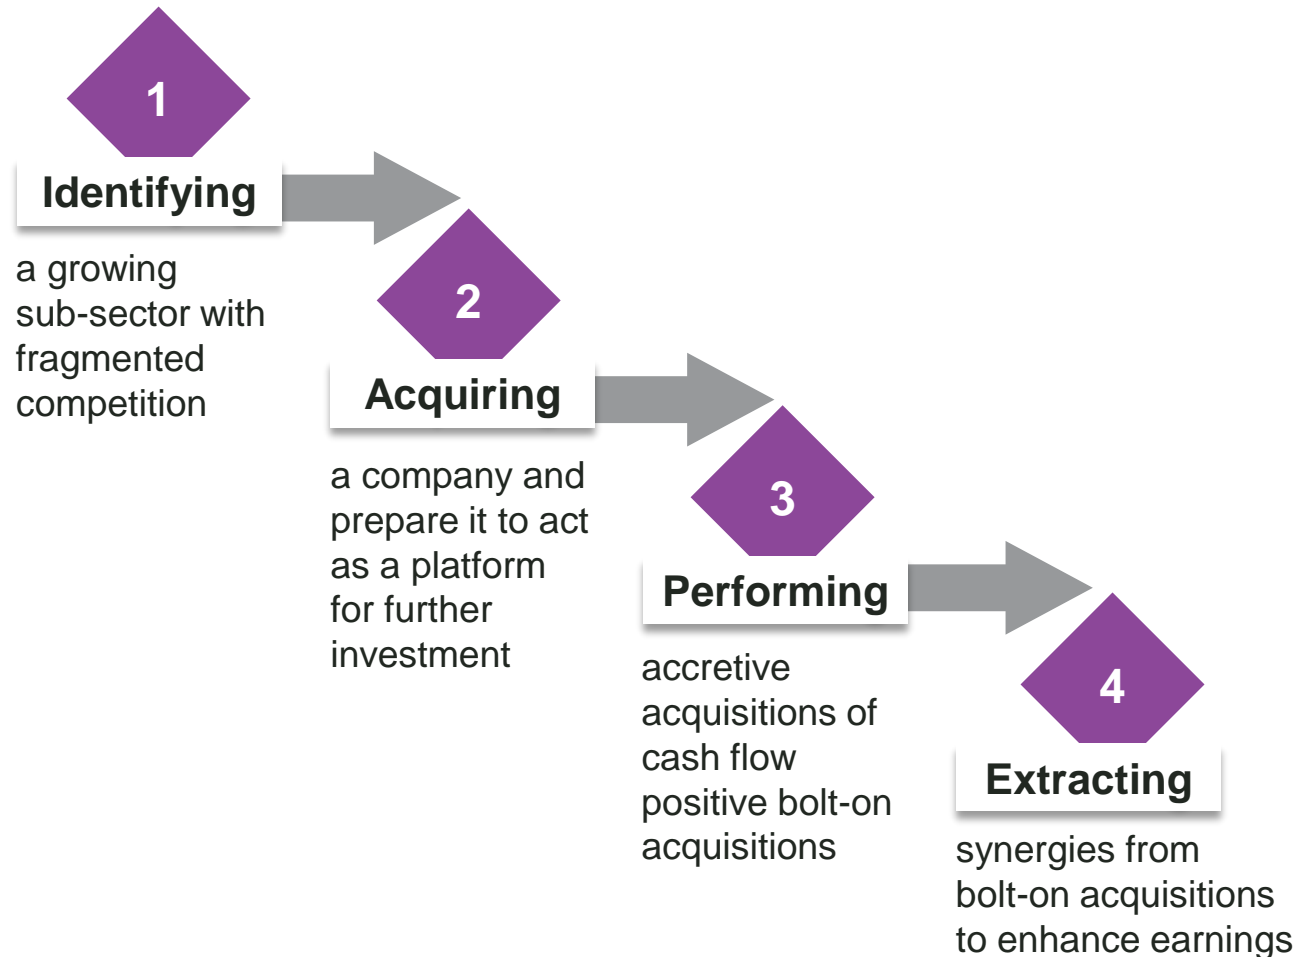 1
Identifying
a growing
sub-sector with
fragmented
competition
2
Acquiring
a company and
prepare it to act
as a platform
for further
investment
3
Performing
accretive
acquisitions of
cash flow
positive bolt-on
acquisitions
4
Extracting
synergies from
bolt-on acquisitions
to enhance earnings